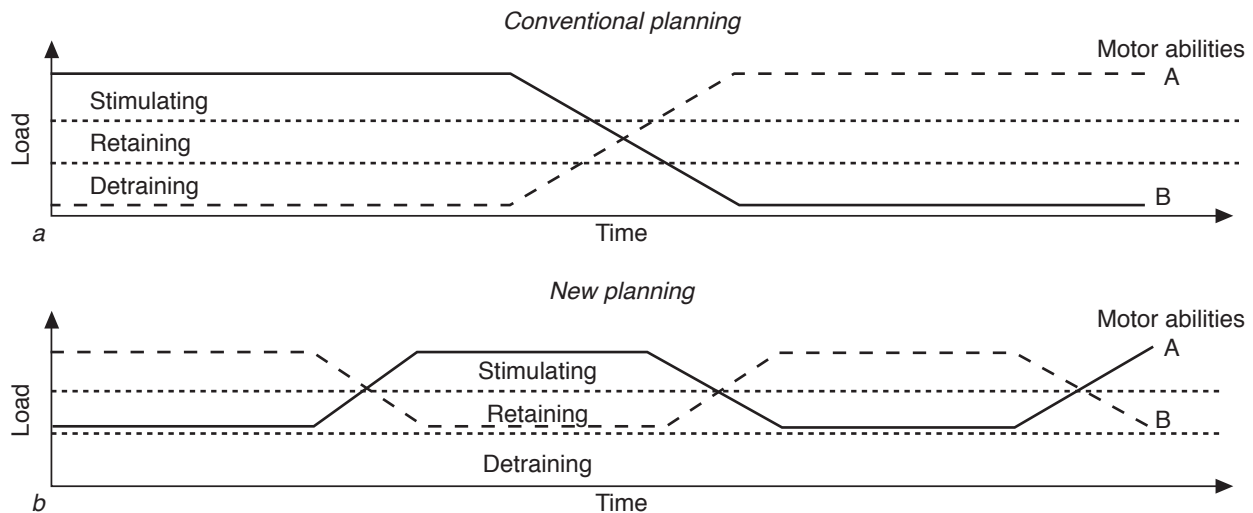 Conventional planning
Motor abilities
A
Stimulating
Retaining
Detraining
Load
B
a
Time
New planning
Motor abilities
A
Stimulating
Retaining
B
Load
Detraining
b
Time